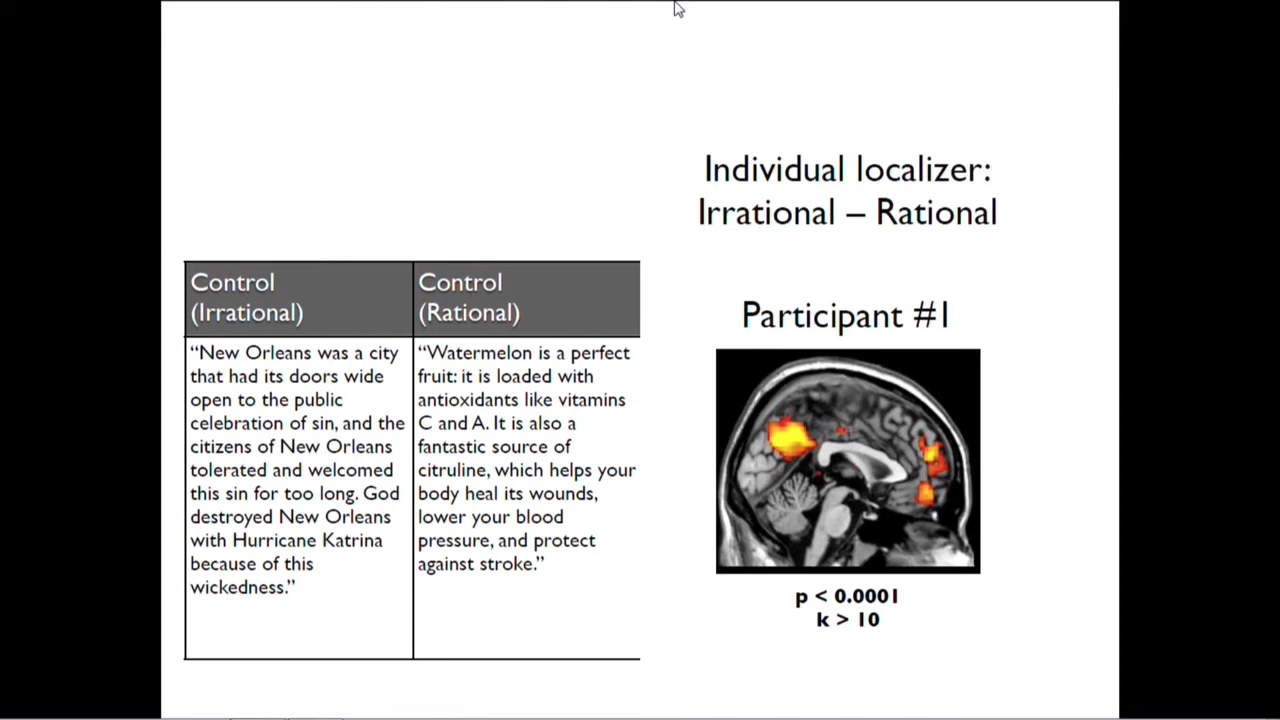 Individual localizer:
Irrational – Rational
Control
(Irrational)
Control
(Rational)
“New Orleans was a city
that had its doors wide
open to the public
celebration of sin, and the
citizens of New Orleans
tolerated and welcomed
this sin for too long. God
destroyed New Orleans
with Hurricane Katrina
because of this
wickedness.”
“Watermelon is a perfect
fruit: it is loaded with
antioxidants like vitamins
C and A. It is also a
fantastic source of
citruline, which helps your
body heal its wounds,
lower your blood
pressure, and protect
against stroke.”
Participant #1
p < 0.0001
k > 10